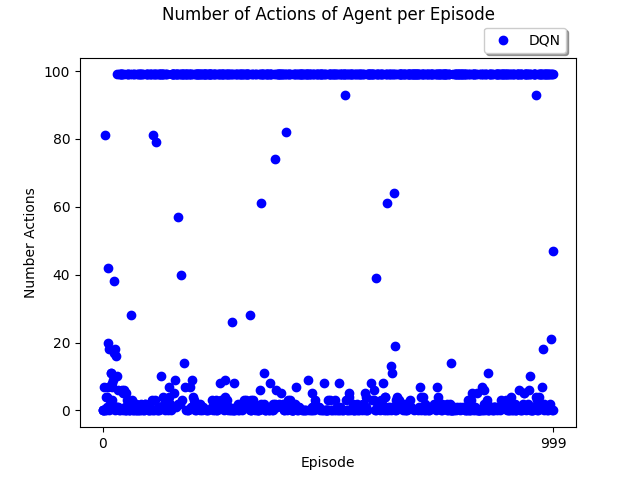 Number of Actions of Agent per Episode
DQN
100
80
60
40
20
0
Number Actions
0 999
Episode